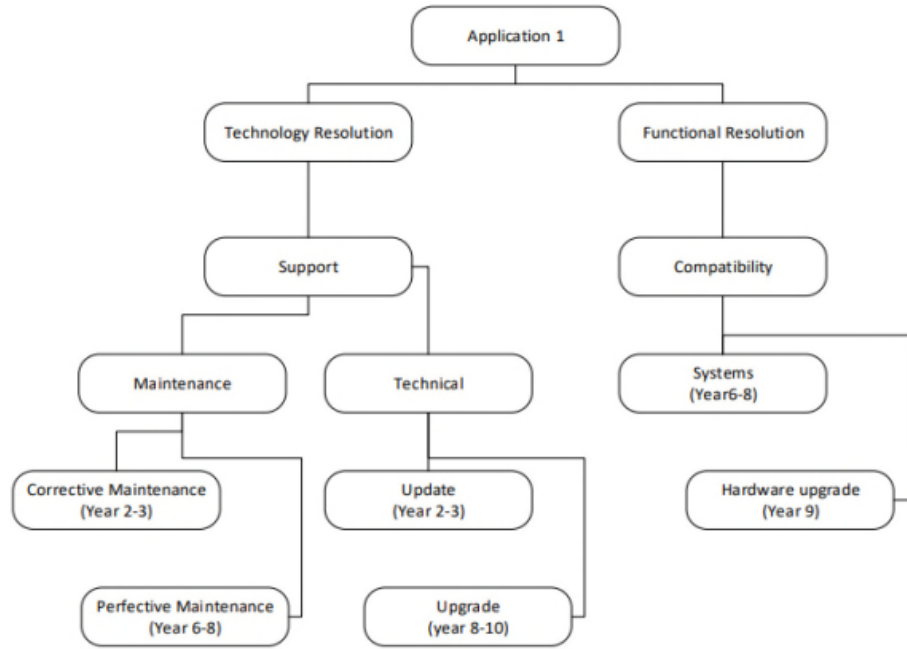 Application 1
Technology Resolution
Functional Resolution
Support
Compatibility
Maintenance
Technical
Systems
(Year6-8)
Corrective Maintenance
(Year 2-3)
Update
(Year 2-3)
Hardware upgrade
(Year 9)
Perfective Maintenance
(Year 6-8)
Upgrade
(year 8-10)